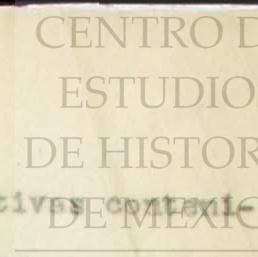 CENTRO D
ESTUDIO
DE HISTOR
tivas conteni-
DE MEXIC